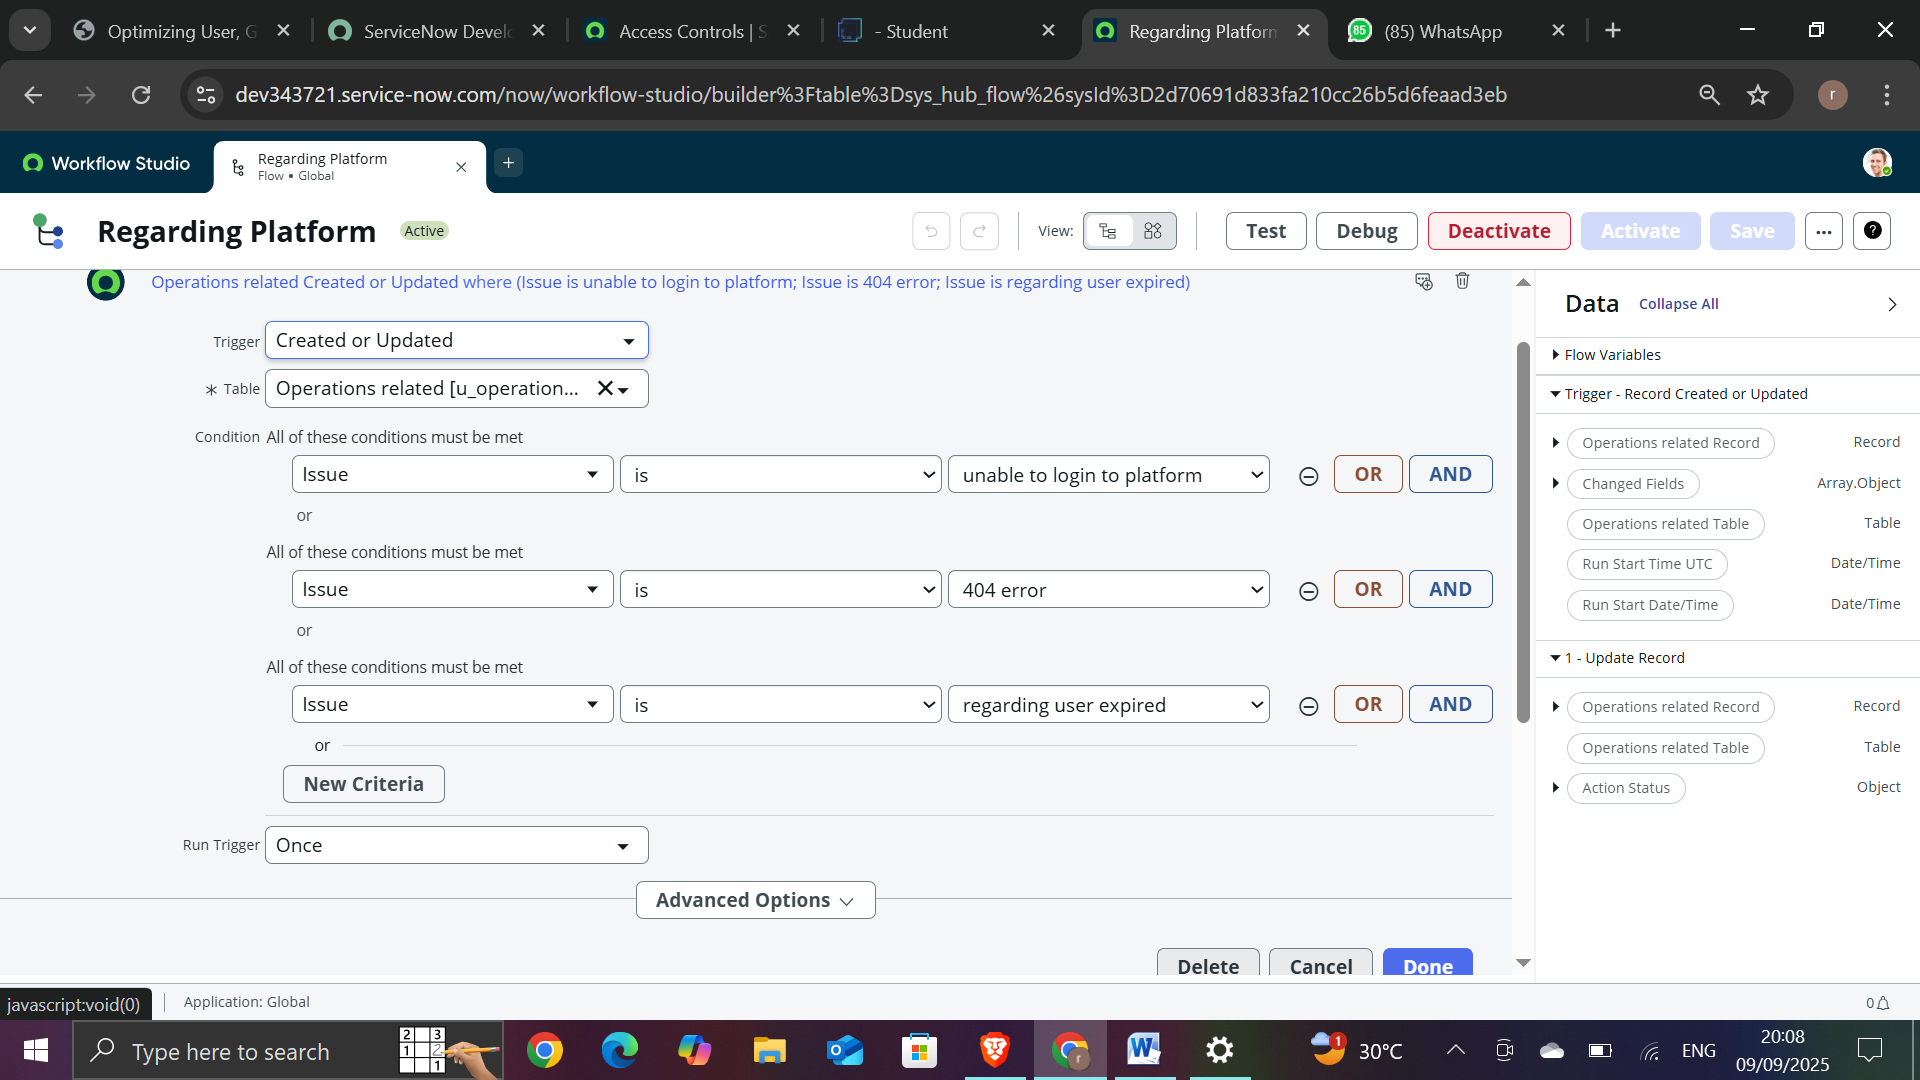 Optimizing User, G
ServiceNow Devel
Access Controls | S
- Student
Regarding Platform
(85) WhatsApp
dev343721.service-now.com/now/workflow-studio/builder%3Ftable%3Dsys_hub_flow%26sysId%3D2d70691d833fa210cc26b5d6feaad3eb
r
Workflow Studio
Regarding Platform
Flow • Global
Regarding Platform
Active
View:
Test
Debug
Deactivate
Activate
Save
...
?
Operations related Created or Updated where (Issue is unable to login to platform; Issue is 404 error; Issue is regarding user expired)
Trigger
Created or Updated
* Table
Operations related [u_operation...
Condition
All of these conditions must be met
Issue
is
unable to login to platform
OR
AND
or
All of these conditions must be met
Issue
is
404 error
OR
AND
or
All of these conditions must be met
Issue
is
regarding user expired
OR
AND
or
New Criteria
Run Trigger
Once
Advanced Options
Delete
Cancel
Done
Data
Collapse All
Flow Variables
Trigger - Record Created or Updated
Operations related Record
Record
Changed Fields
Array.Object
Operations related Table
Table
Run Start Time UTC
Date/Time
Run Start Date/Time
Date/Time
1 - Update Record
Operations related Record
Record
Operations related Table
Table
Action Status
Object
javascript:void(0)
Application: Global
0
Type here to search
1
30°C
ENG
20:08
09/09/2025